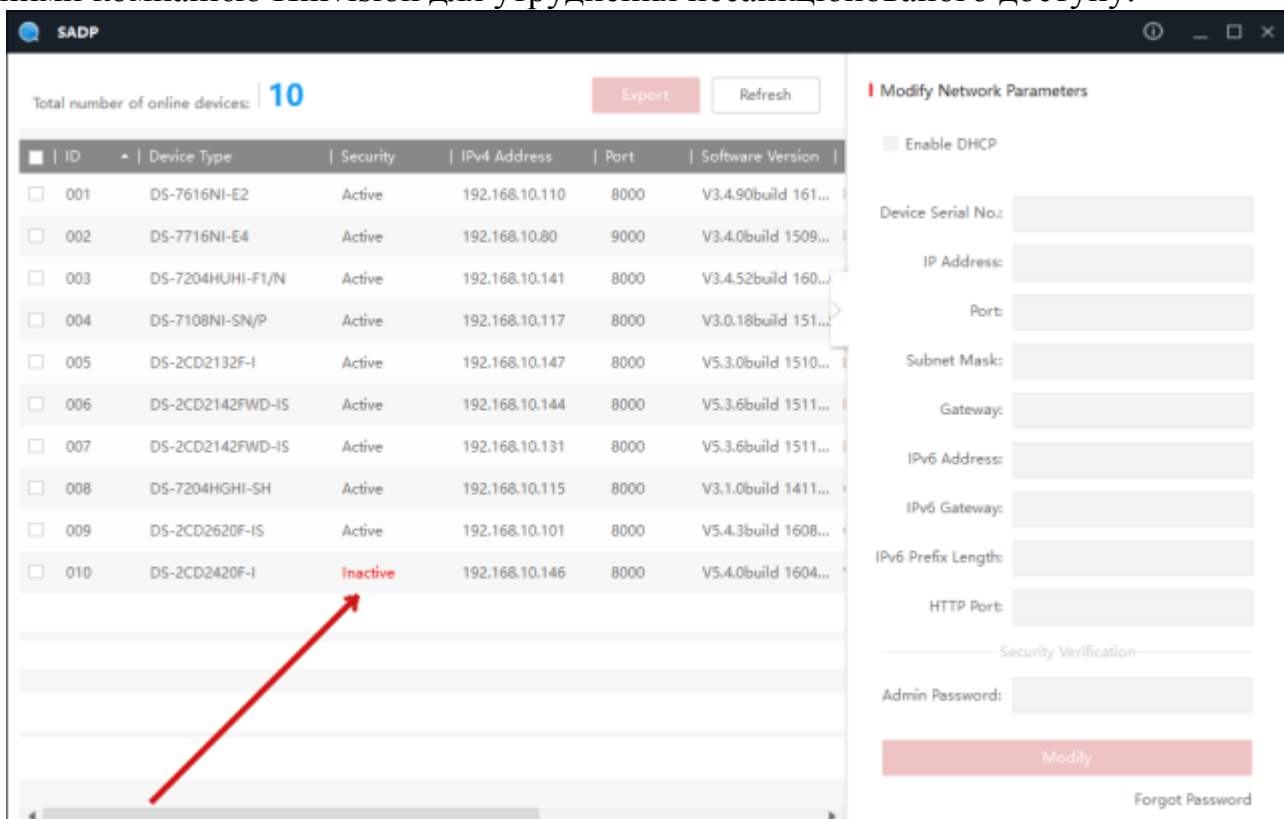 компанию Hikvision для утруднения несанкционованого доступу.
SADP
Total number of online devices: 10
Export
Refresh
ID Device Type Security IPv4 Address Port Software Version
001 DS-7616NI-E2 Active 192.168.10.110 8000 V3.4.90build 161...
002 DS-7716NI-E4 Active 192.168.10.80 9000 V3.4.0build 1509...
003 DS-7204HUHI-F1/N Active 192.168.10.141 8000 V3.4.52build 160...
004 DS-7108NI-SN/P Active 192.168.10.117 8000 V3.0.18build 151...
005 DS-2CD2132F-I Active 192.168.10.147 8000 V5.3.0build 1510...
006 DS-2CD2142FWD-IS Active 192.168.10.144 8000 V5.3.6build 1511...
007 DS-2CD2142FWD-IS Active 192.168.10.131 8000 V5.3.6build 1511...
008 DS-7204HGHI-SH Active 192.168.10.115 8000 V3.1.0build 1411...
009 DS-2CD2620F-IS Active 192.168.10.101 8000 V5.4.3build 1608...
010 DS-2CD2420F-I Inactive 192.168.10.146 8000 V5.4.0build 1604...
Modify Network Parameters
Enable DHCP
Device Serial No.:
IP Address:
Port:
Subnet Mask:
Gateway:
IPv6 Address:
IPv6 Gateway:
IPv6 Prefix Length:
HTTP Port:
Security Verification
Admin Password:
Modify
Forgot Password